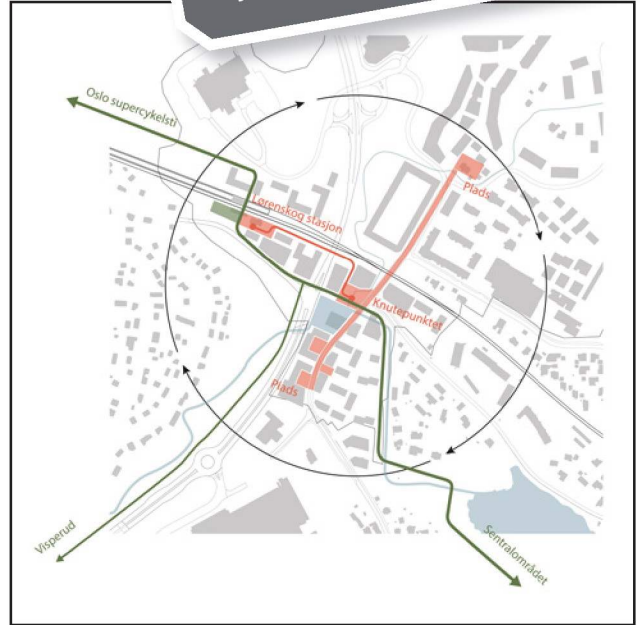 Oslo supercykelsti
Lørenskog stasjon
Plads
Knutepunktet
Plads
Visperud
Sentralområdet